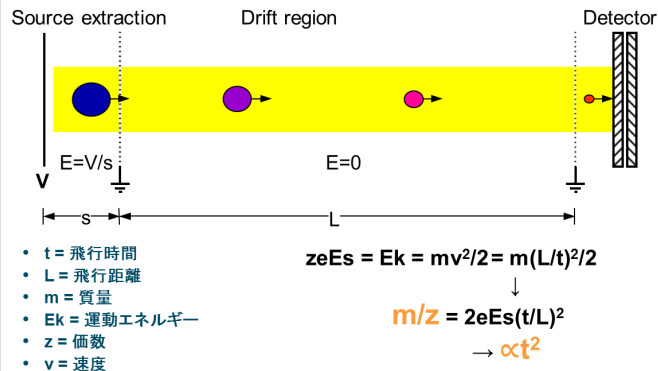 Source extraction Drift region Detector
E=V/s E=0
V
s L
• t = 飛行時間
• L = 飛行距離
• m = 質量
• Ek = 運動エネルギー
• z = 価数
• v = 速度
zeEs = Ek = mv²/2 = m(L/t)²/2
↓
m/z = 2eEs(t/L)²
→ ∝t²